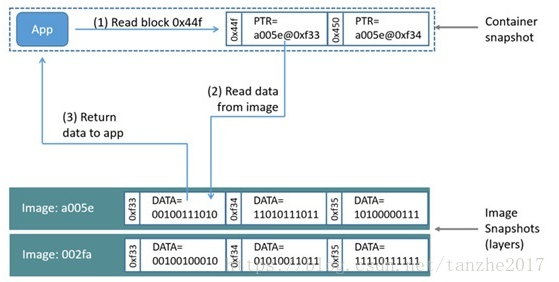 App
(1) Read block 0x44f
0x44f
PTR=
a005e@0xf33
0x450
PTR=
a005e@0xf34
Container
snapshot
(2) Read data
from image
(3) Return
data to app
Image: a005e
0xf33
DATA=
00100111010
0xf34
DATA=
11010111011
0xf35
DATA=
10100000111
Image: 002fa
0xf33
DATA=
00100100010
0xf34
DATA=
01010011011
0xf35
DATA=
11110111111
Image
Snapshots
(layers)
https://blog.csdn.net/tanzhe2017